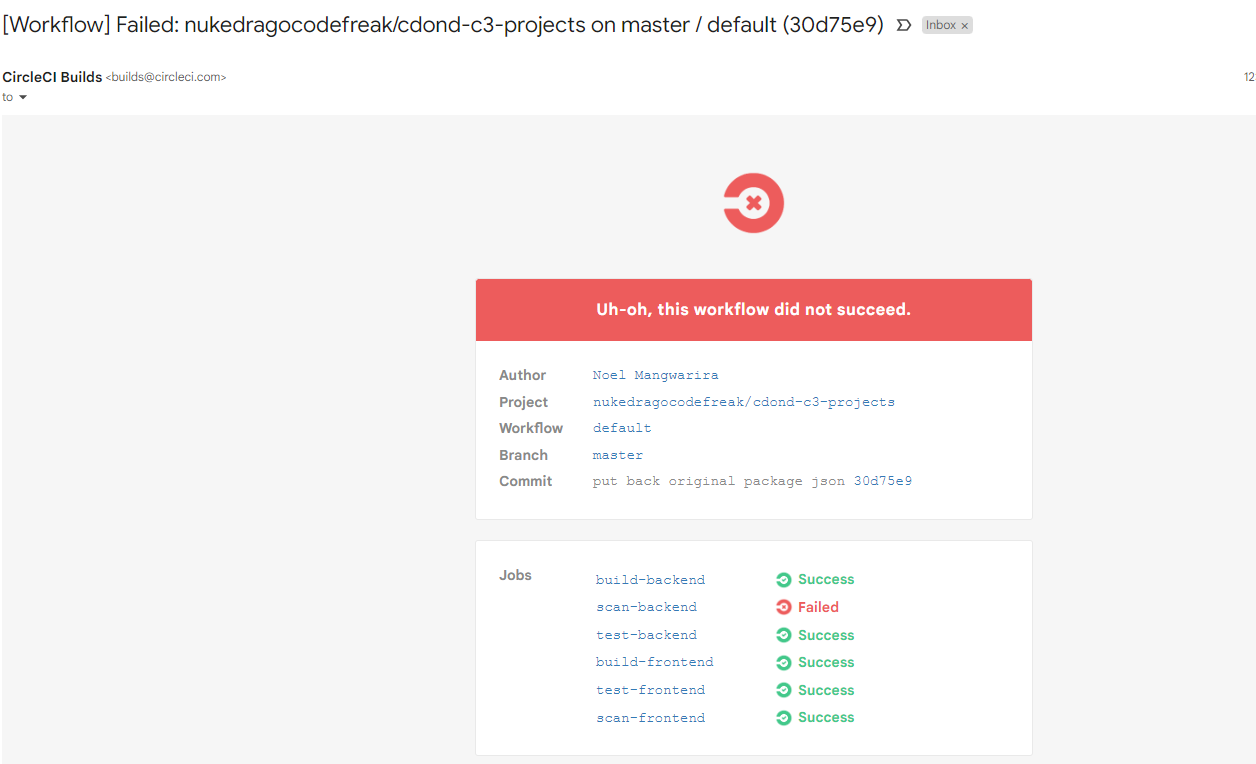 [Workflow] Failed: nukedragocodefreak/cdond-c3-projects on master / default (30d75e9) Inbox ×
CircleCI Builds <builds@circleci.com> 12
to
Uh-oh, this workflow did not succeed.
Author Noel Mangwarira
Project nukedragocodefreak/cdond-c3-projects
Workflow default
Branch master
Commit put back original package json 30d75e9
Jobs build-backend Success
scan-backend Failed
test-backend Success
build-frontend Success
test-frontend Success
scan-frontend Success